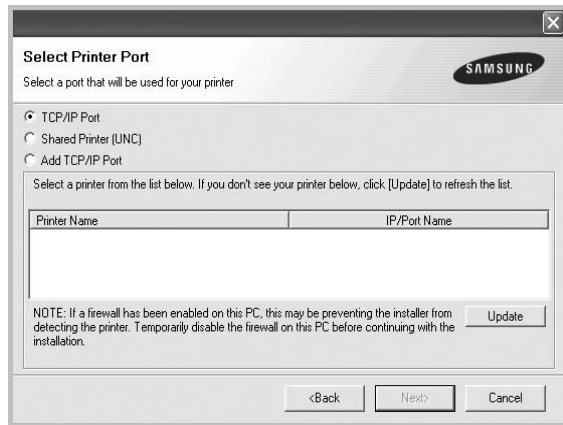 Select Printer Port
Select a port that will be used for your printer
SAMSUNG
TCP/IP Port
Shared Printer (UNC)
Add TCP/IP Port
Select a printer from the list below. If you don't see your printer below, click [Update] to refresh the list.
Printer Name IP/Port Name
NOTE: If a firewall has been enabled on this PC, this may be preventing the installer from
detecting the printer. Temporarily disable the firewall on this PC before continuing with the
installation.
Update
<Back Next> Cancel